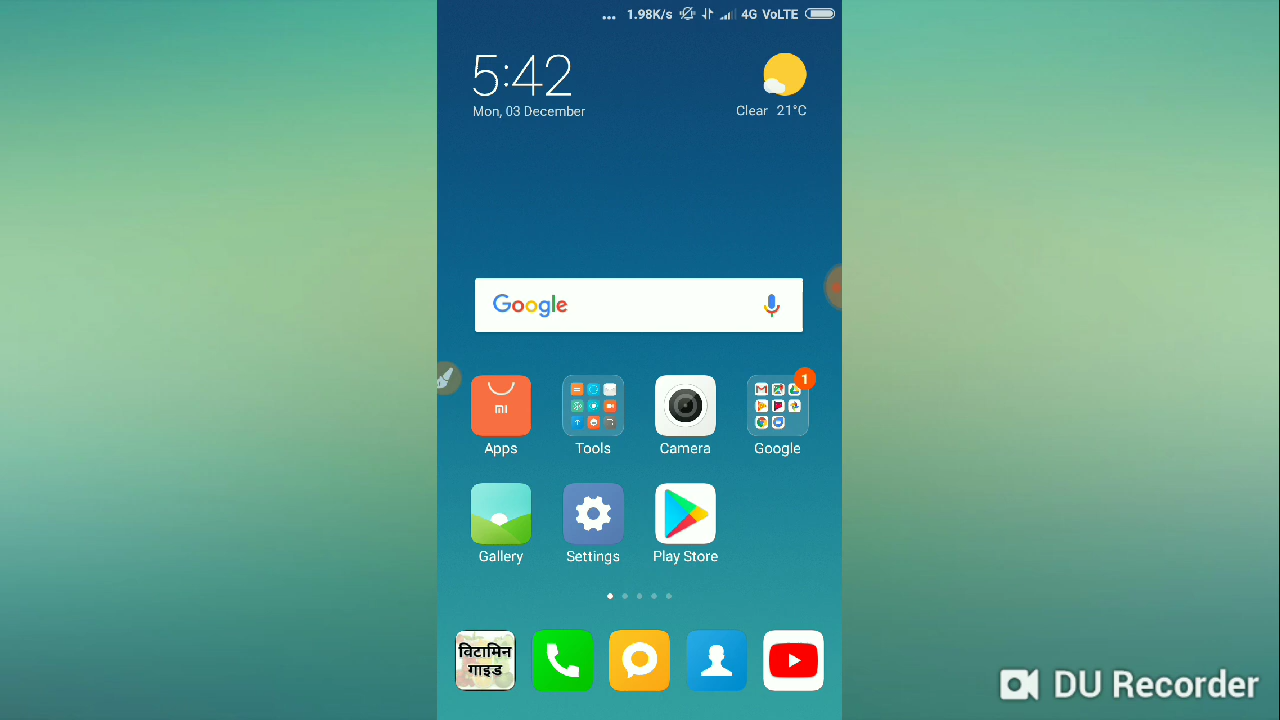 ... 1.98K/s 4G VoLTE
5:42
Mon, 03 December
Clear 21°C
Google
mi
1
Apps Tools Camera Google
Gallery Settings Play Store
विटामिन
गाइड
DU Recorder